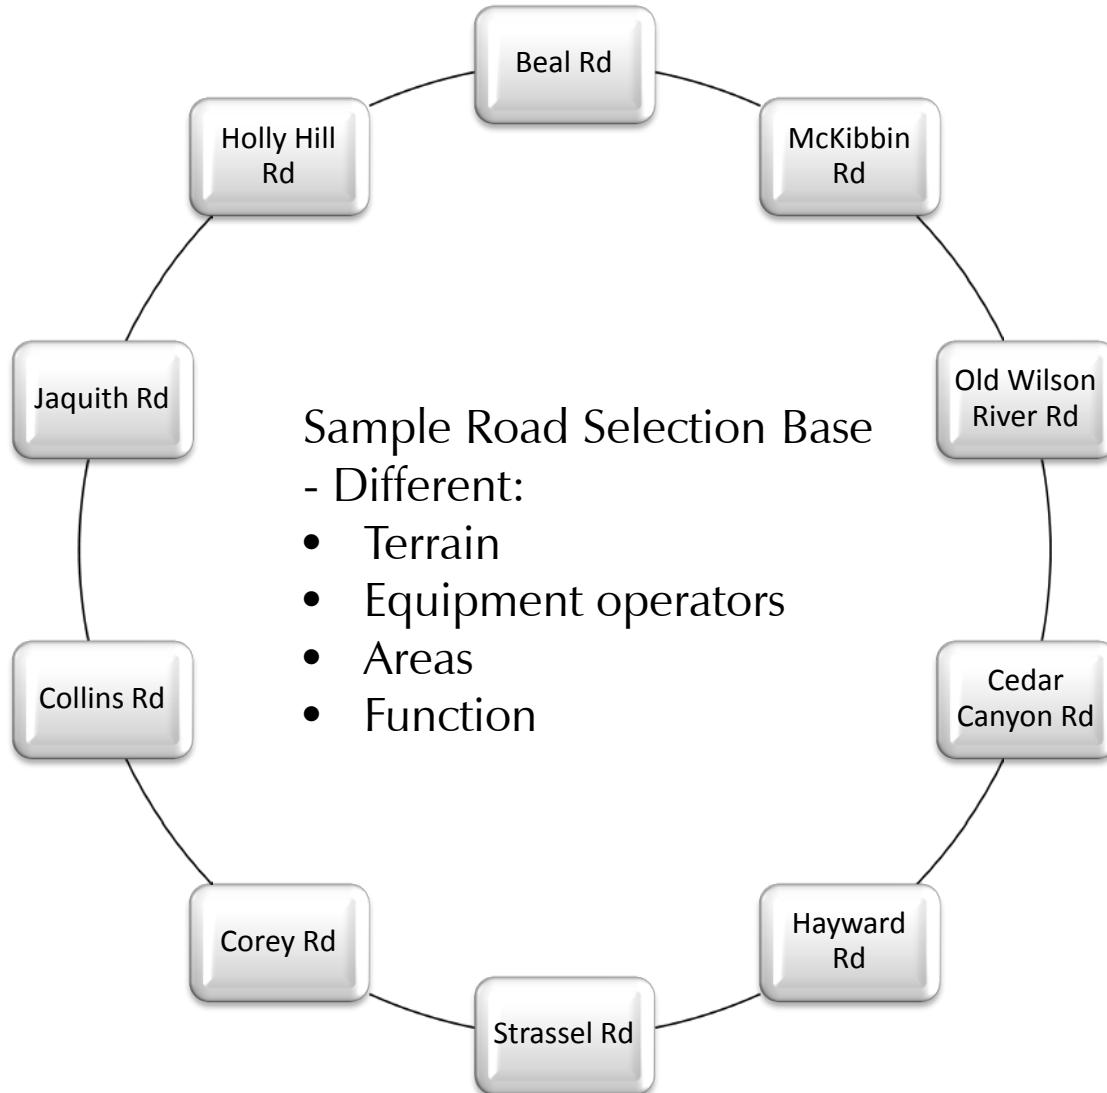 Beal Rd
McKibbin
Rd
Old Wilson
River Rd
Cedar
Canyon Rd
Hayward
Rd
Strassel Rd
Corey Rd
Collins Rd
Jaquith Rd
Holly Hill
Rd
Sample Road Selection Base
- Different:
• Terrain
• Equipment operators
• Areas
• Function